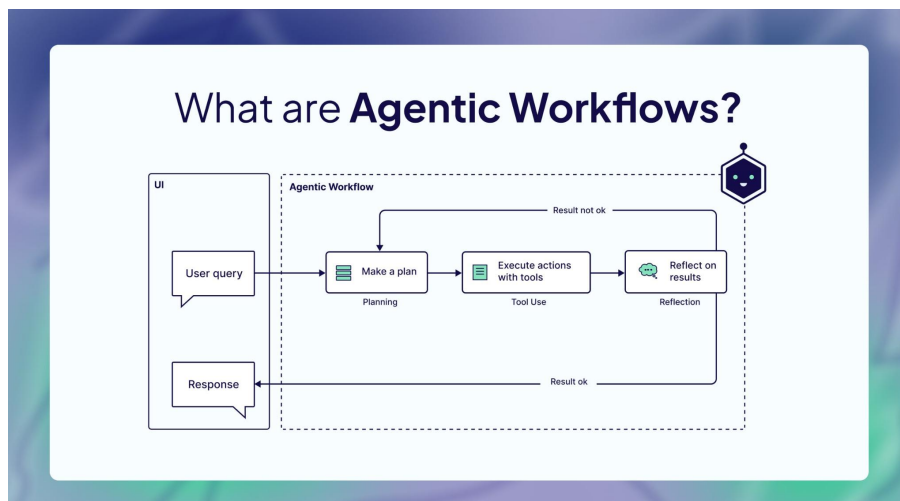 What are Agentic Workflows?
UI
Agentic Workflow
Result not ok
User query
Make a plan
Execute actions
with tools
Reflect on
results
Planning
Tool Use
Reflection
Response
Result ok